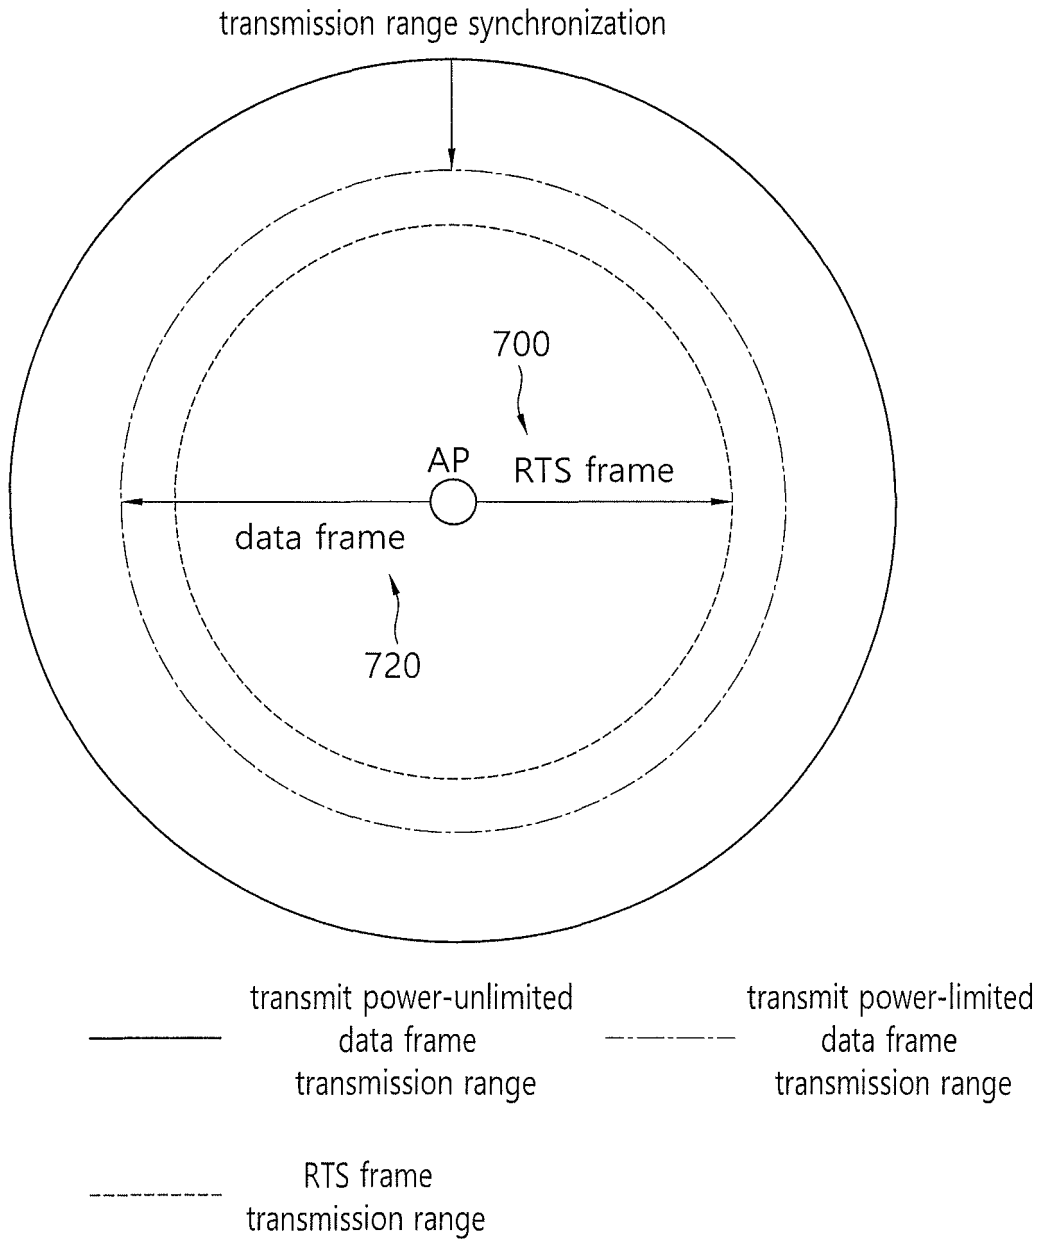 transmission range synchronization
700
AP
RTS frame
data frame
720
transmit power-unlimited
data frame
transmission range
transmit power-limited
data frame
transmission range
RTS frame
transmission range